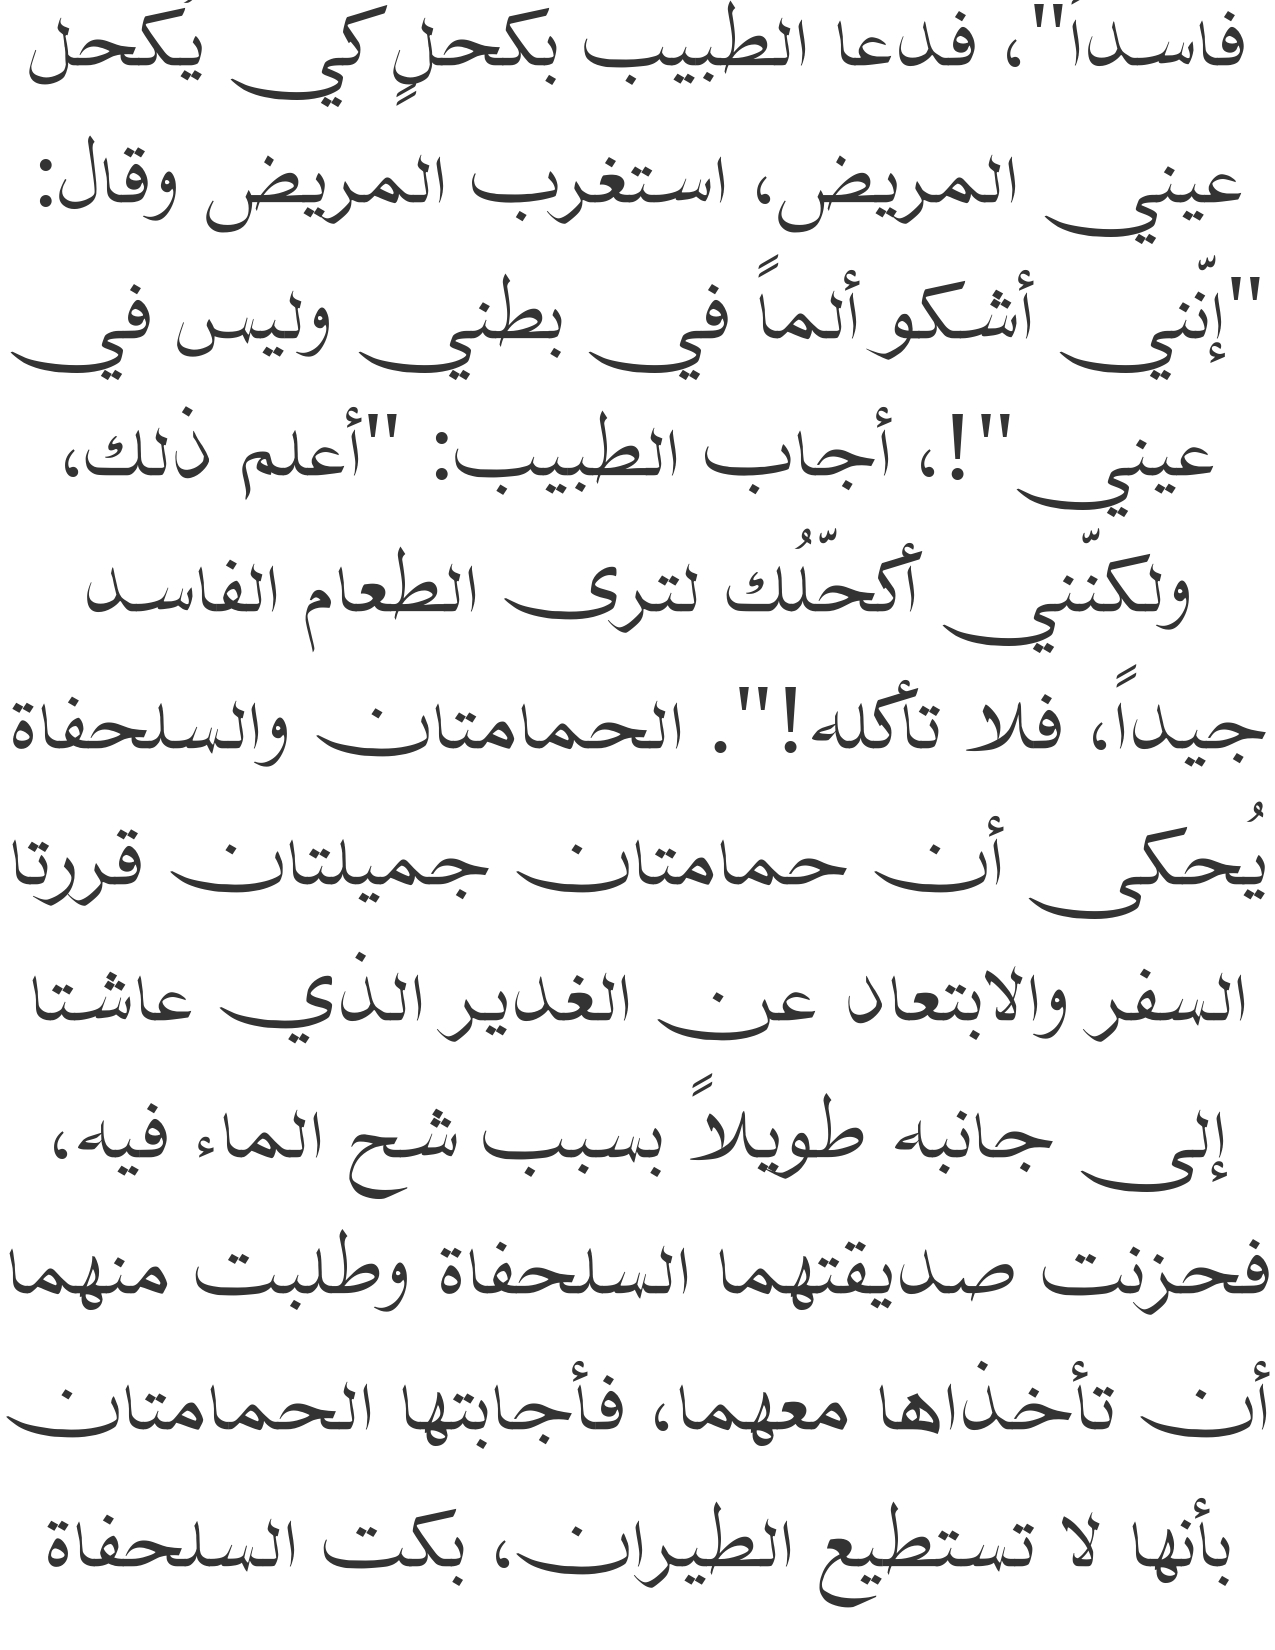 فاسداً"، فدعا الطبيب بكحلٍ كي يُكحل
عيني المريض، استغرب المريض وقال:
"إنّني أشكو ألماً في بطني وليس في
عيني"!، أجاب الطبيب: "أعلم ذلك،
ولكنّني أكحّلُك لترى الطعام الفاسد
جيداً، فلا تأكله!". الحمامتان والسلحفاة
يُحكى أن حمامتان جميلتان قررتا
السفر والابتعاد عن الغدير الذي عاشتا
إلى جانبه طويلاً بسبب شح الماء فيه،
فحزنت صديقتهما السلحفاة وطلبت منهما
أن تأخذاها معهما، فأجابتها الحمامتان
بأنها لا تستطيع الطيران، بكت السلحفاة